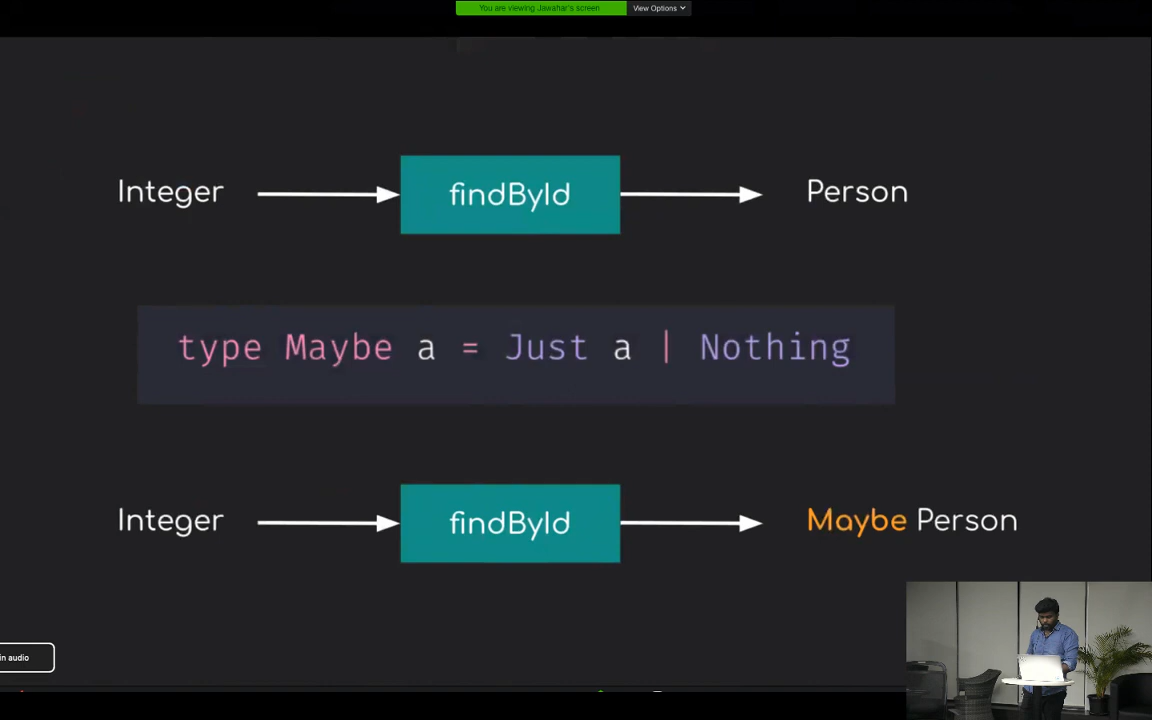 You are viewing Jawahar's screen View Options
Integer findById Person
type Maybe a = Just a | Nothing
Integer findById Maybe Person
in audio